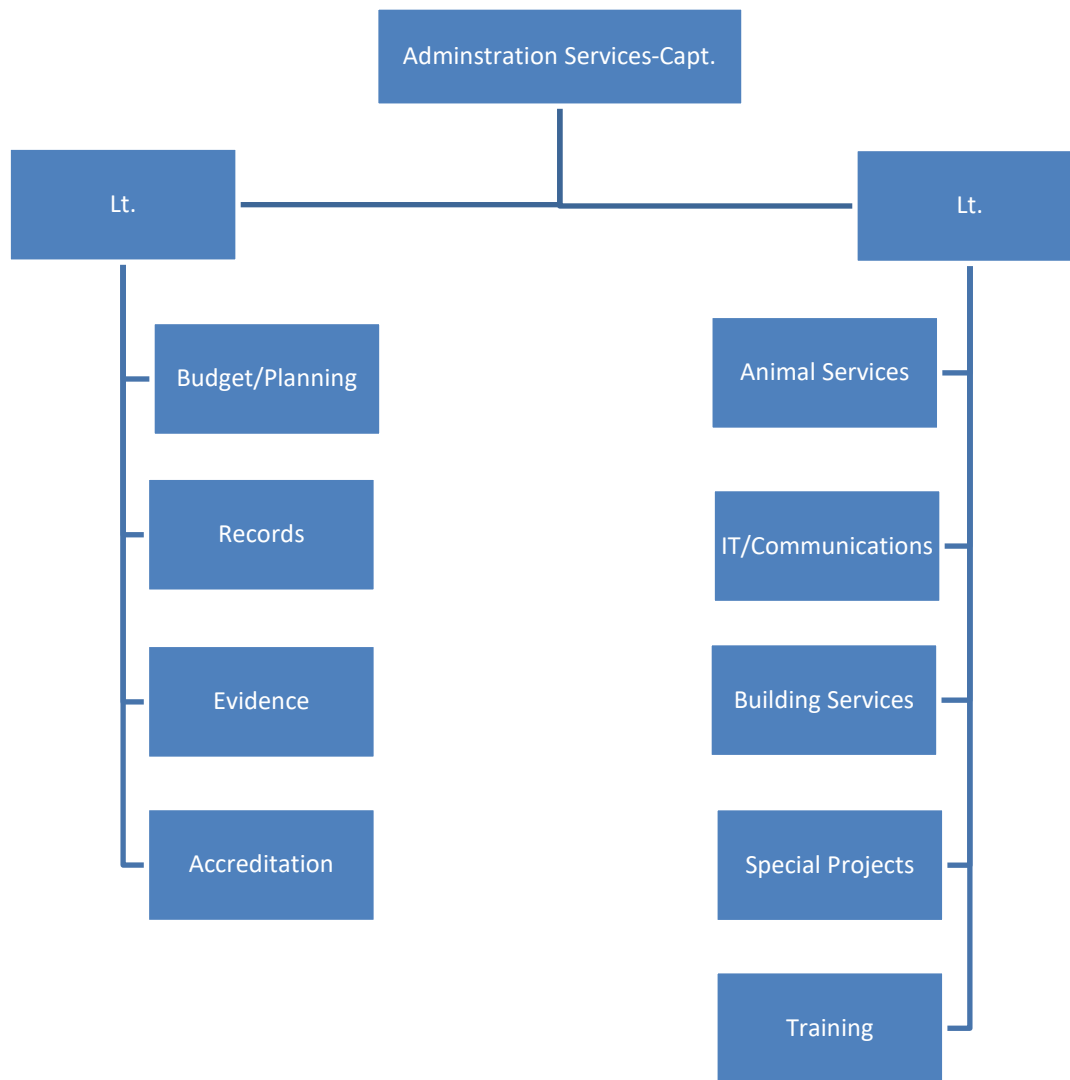 Adminstration Services-Capt.
Lt.
Lt.
Budget/Planning
Animal Services
Records
IT/Communications
Evidence
Building Services
Accreditation
Special Projects
Training